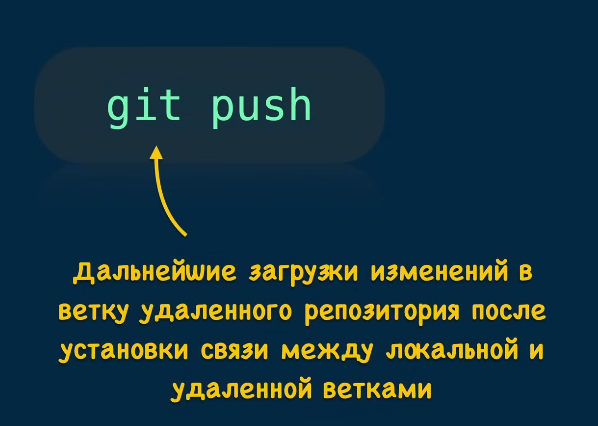 git push
Дальнейшие загрузки изменений в
ветку удаленного репозитория после
установки связи между локальной и
удаленной ветками